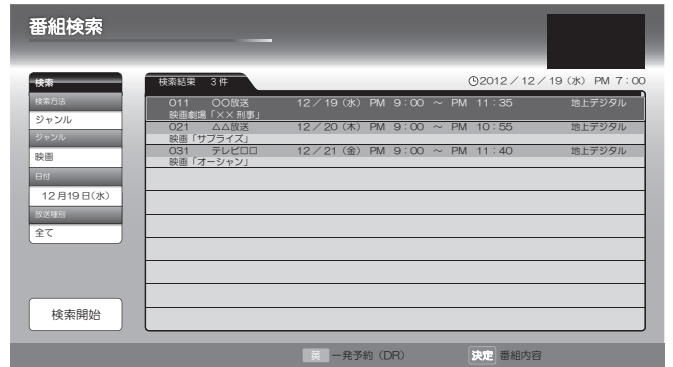 番組検索
検索
検索結果 3件
2012/12/19(水) PM 7:00
検索方法
ジャンル
ジャンル
映画
日付
12月19日(水)
放送種別
全て
検索開始
011 ○○放送 12/19(水) PM 9:00 ～ PM 11:35 地上デジタル
映画劇場「××刑事」
021 △△放送 12/20(木) PM 9:00 ～ PM 10:55 地上デジタル
映画「サプライズ」
031 テレビ□□ 12/21(金) PM 9:00 ～ PM 11:40 地上デジタル
映画「オーシャン」
黄 一発予約(DR) 決定 番組内容